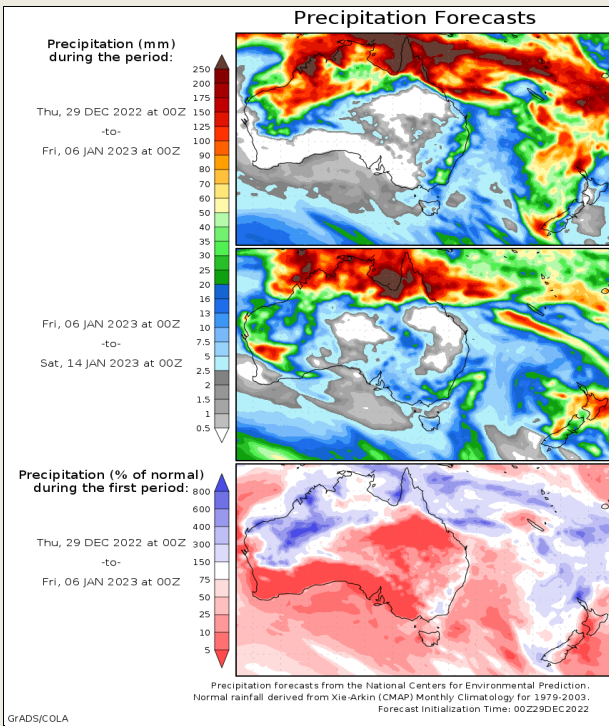 Precipitation Forecasts
Precipitation (mm)
during the period:
Thu, 29 DEC 2022 at 00Z
-to-
Fri, 06 JAN 2023 at 00Z
250
200
175
150
125
100
90
80
70
60
50
40
35
30
25
20
16
13
10
7.5
5
2.5
2
1.5
1
0.5
Fri, 06 JAN 2023 at 00Z
-to-
Sat, 14 JAN 2023 at 00Z
Precipitation (% of normal)
during the first period:
Thu, 29 DEC 2022 at 00Z
-to-
Fri, 06 JAN 2023 at 00Z
800
600
400
300
150
75
50
25
10
5
Precipitation forecasts from the National Centers for Environmental Prediction.
Normal rainfall derived from Xie-Arkin (CMAP) Monthly Climatology for 1979-2003.
Forecast Initialization Time: 00Z29DEC2022
GrADS/COLA